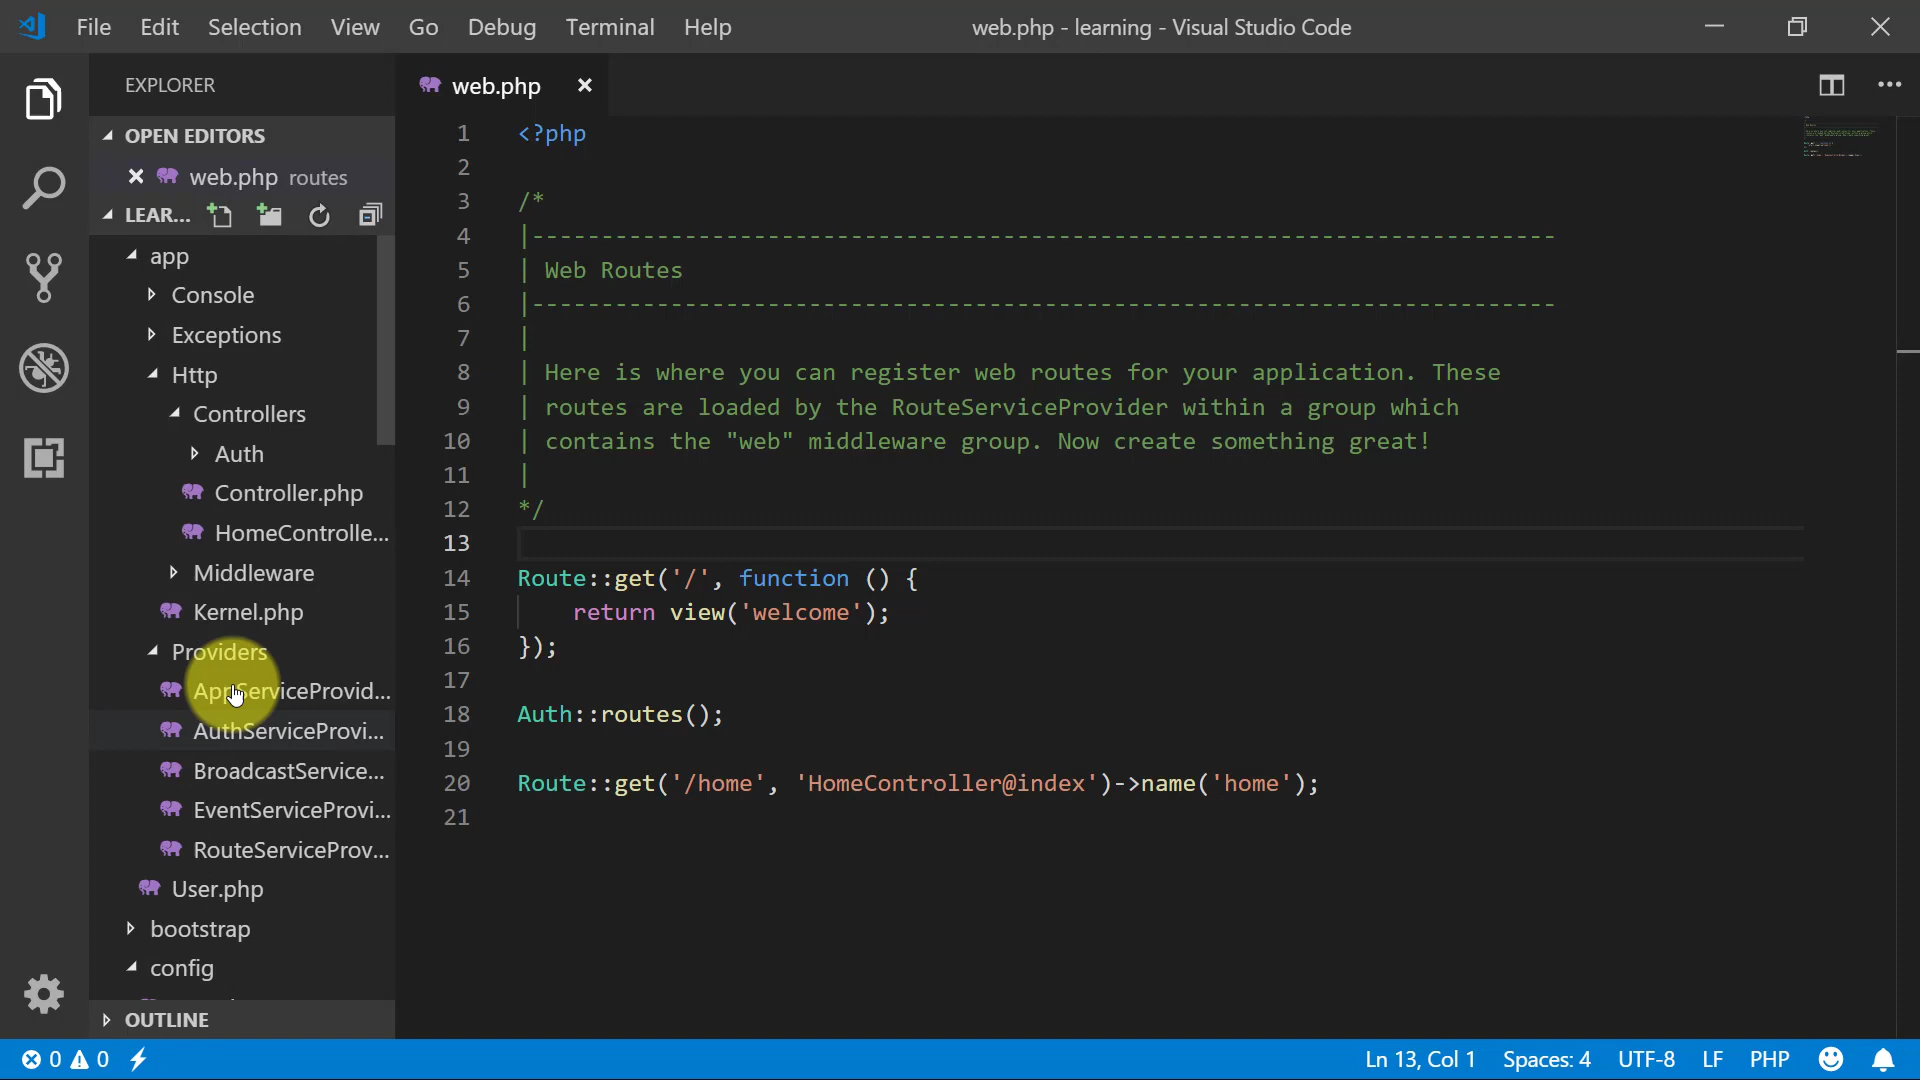 File Edit Selection View Go Debug Terminal Help web.php - learning - Visual Studio Code
EXPLORER
OPEN EDITORS
web.php routes
LEAR...
app
Console
Exceptions
Http
Controllers
Auth
Controller.php
HomeControlle...
Middleware
Kernel.php
Providers
AppServiceProvid...
AuthServiceProvi...
BroadcastService...
EventServiceProvi...
RouteServiceProv...
User.php
bootstrap
config
OUTLINE
web.php
1 <?php
2
3 /*
4 |--------------------------------------------------------------------------
5 | Web Routes
6 |--------------------------------------------------------------------------
7 |
8 | Here is where you can register web routes for your application. These
9 | routes are loaded by the RouteServiceProvider within a group which
10 | contains the "web" middleware group. Now create something great!
11 |
12 */
13
14 Route::get('/', function () {
15     return view('welcome');
16 });
17
18 Auth::routes();
19
20 Route::get('/home', 'HomeController@index')->name('home');
21
0 0 Ln 13, Col 1 Spaces: 4 UTF-8 LF PHP